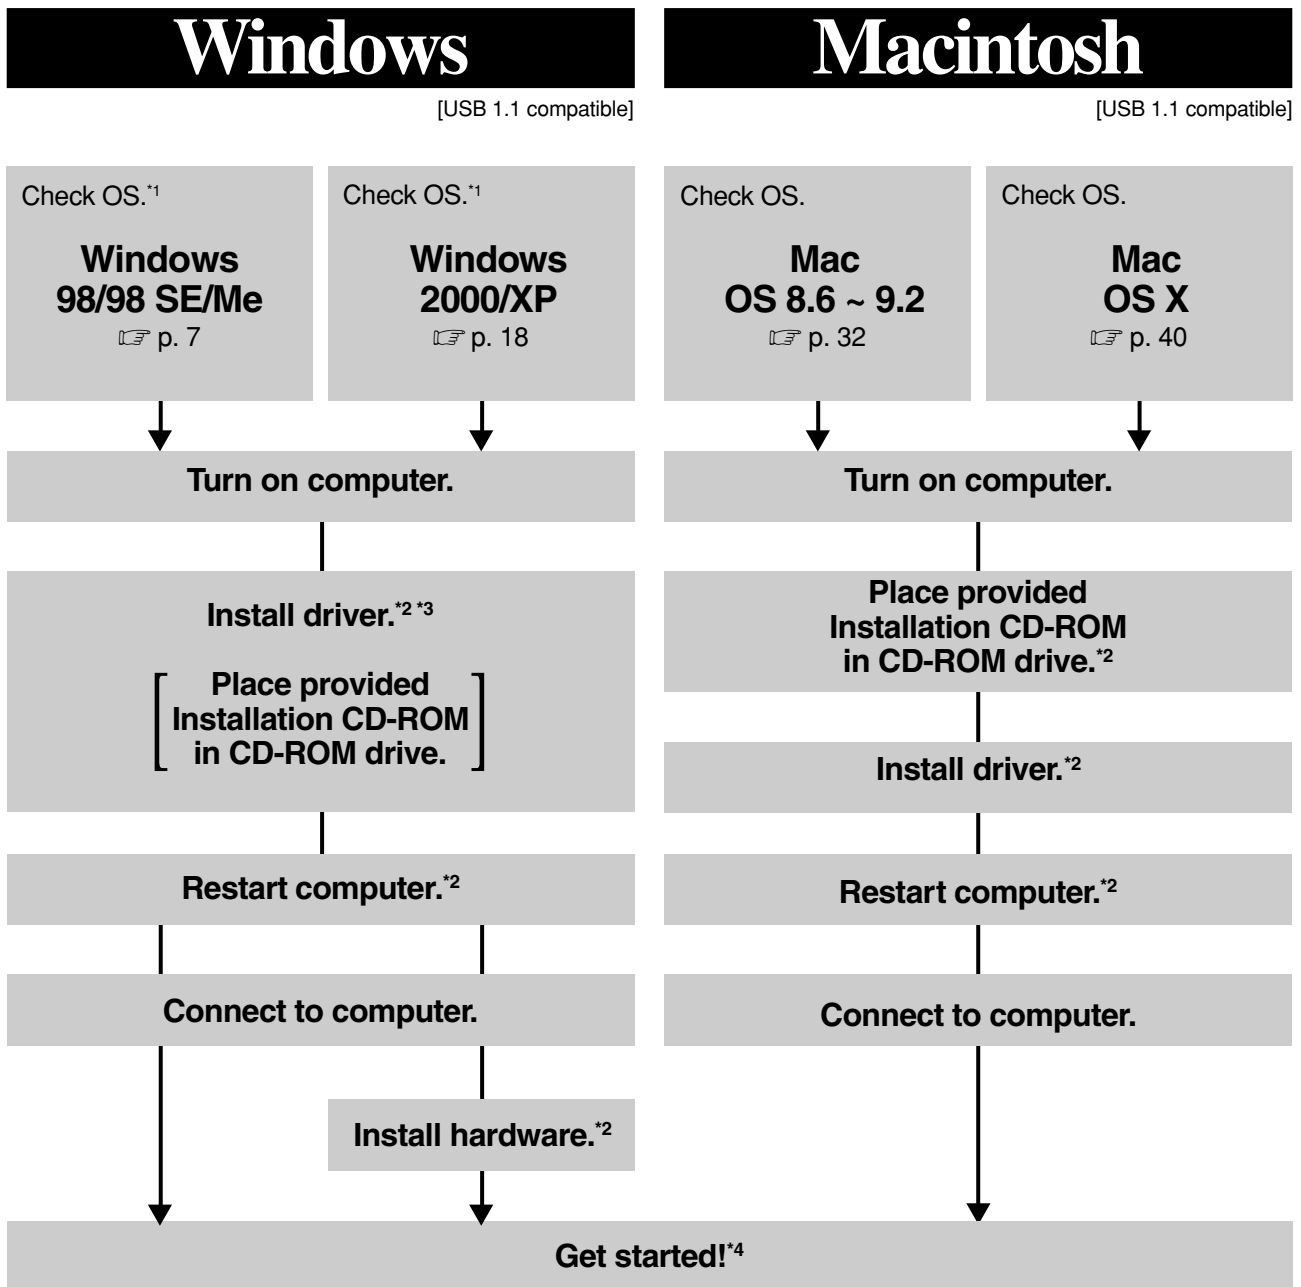 Windows
[USB 1.1 compatible]
Check OS.*1
Windows
98/98 SE/Me
☞ p. 7
Check OS.*1
Windows
2000/XP
☞ p. 18
Turn on computer.
Install driver.*2 *3
Place provided
Installation CD-ROM
in CD-ROM drive.
Restart computer.*2
Connect to computer.
Install hardware.*2
Macintosh
[USB 1.1 compatible]
Check OS.
Mac
OS 8.6 ~ 9.2
☞ p. 32
Check OS.
Mac
OS X
☞ p. 40
Turn on computer.
Place provided
Installation CD-ROM
in CD-ROM drive.*2
Install driver.*2
Restart computer.*2
Connect to computer.
Get started!*4